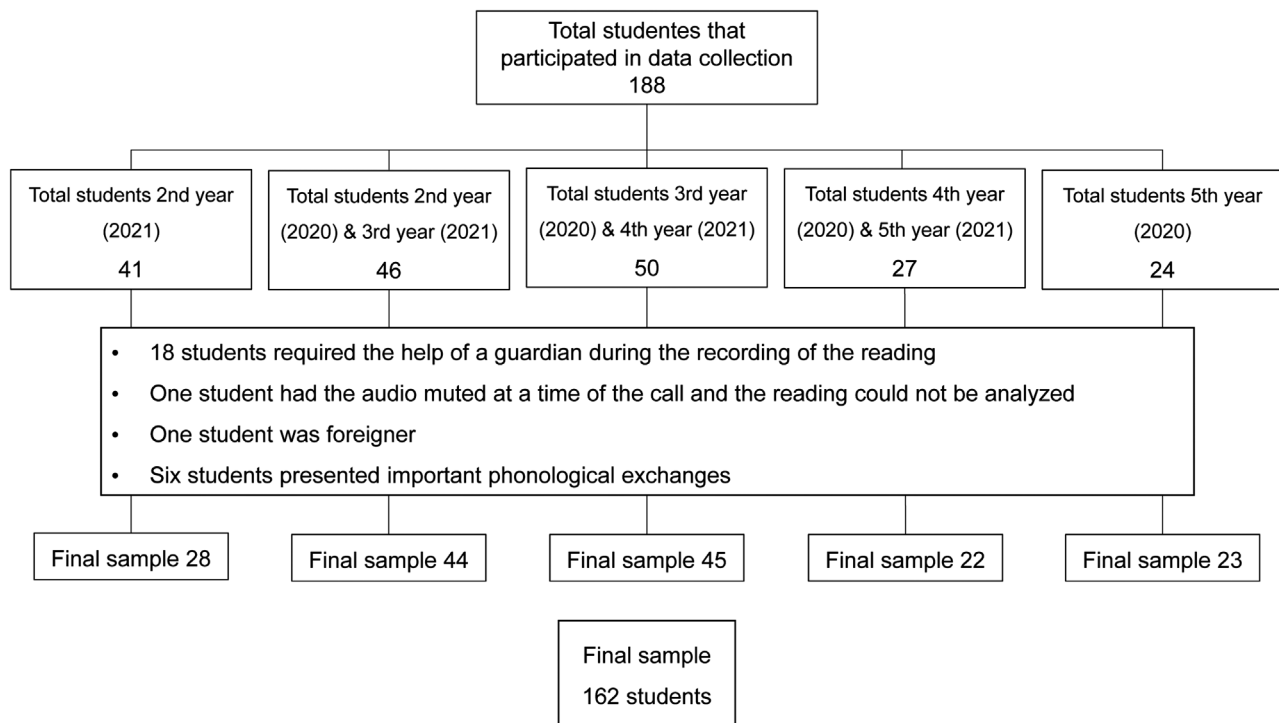 Total studentes that
participated in data collection
188
Total students 2nd year
(2021)
41
Total students 2nd year
(2020) & 3rd year (2021)
46
Total students 3rd year
(2020) & 4th year (2021)
50
Total students 4th year
(2020) & 5th year (2021)
27
Total students 5th year
(2020)
24
• 18 students required the help of a guardian during the recording of the reading
• One student had the audio muted at a time of the call and the reading could not be analyzed
• One student was foreigner
• Six students presented important phonological exchanges
Final sample 28
Final sample 44
Final sample 45
Final sample 22
Final sample 23
Final sample
162 students